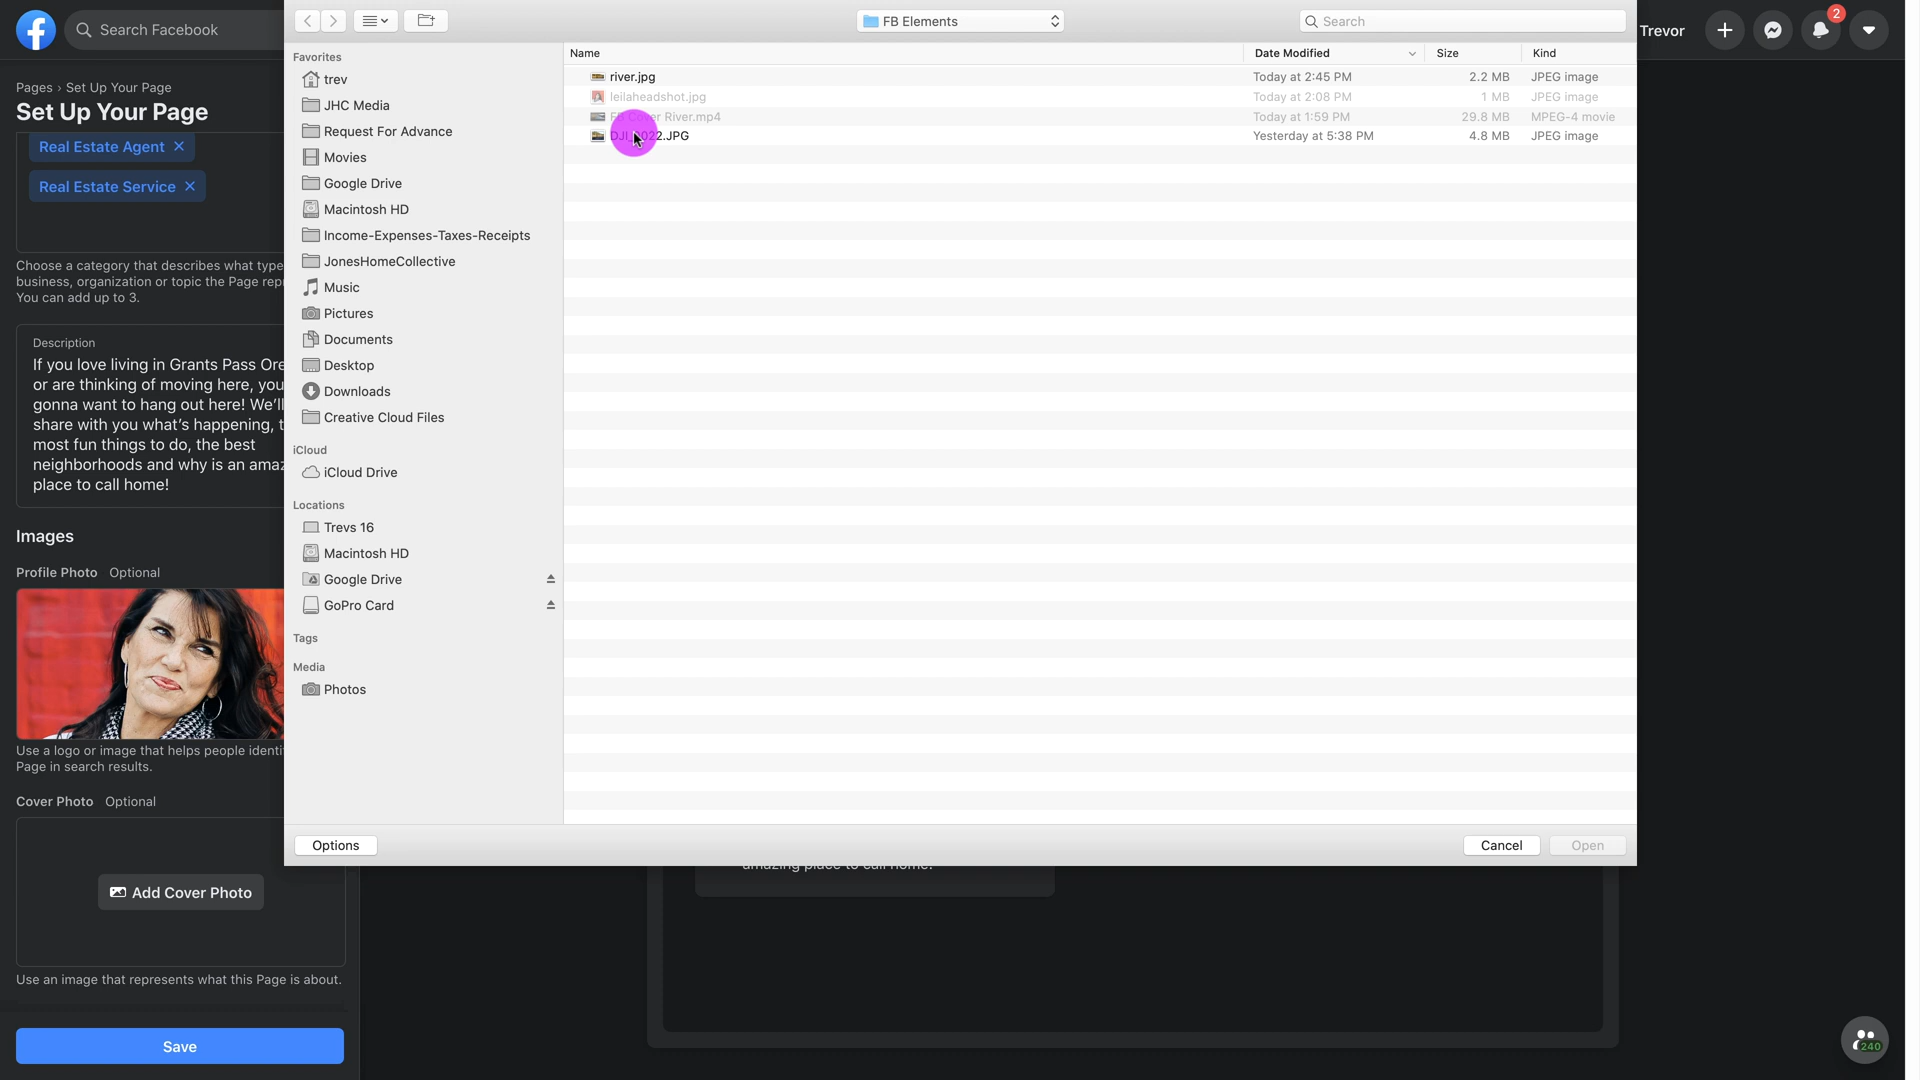 Search Facebook
FB Elements
Search
Trevor
2
Pages › Set Up Your Page
Set Up Your Page
Real Estate Agent
Real Estate Service
Choose a category that describes what type
business, organization or topic the Page rep
You can add up to 3.
Description
If you love living in Grants Pass Ore
or are thinking of moving here, you
gonna want to hang out here! We'll
share with you what's happening, t
most fun things to do, the best
neighborhoods and why is an amaz
place to call home!
Images
Profile Photo Optional
Use a logo or image that helps people identi
Page in search results.
Cover Photo Optional
Add Cover Photo
Use an image that represents what this Page is about.
Save
Favorites
trev
JHC Media
Request For Advance
Movies
Google Drive
Macintosh HD
Income-Expenses-Taxes-Receipts
JonesHomeCollective
Music
Pictures
Documents
Desktop
Downloads
Creative Cloud Files
iCloud
iCloud Drive
Locations
Trevs 16
Macintosh HD
Google Drive
GoPro Card
Tags
Media
Photos
Name Date Modified Size Kind
river.jpg Today at 2:45 PM 2.2 MB JPEG image
leilaheadshot.jpg Today at 2:08 PM 1 MB JPEG image
FB Cover River.mp4 Today at 1:59 PM 29.8 MB MPEG-4 movie
Yesterday at 5:38 PM 4.8 MB JPEG image
Options
Cancel
Open
amazing place to call home!
240